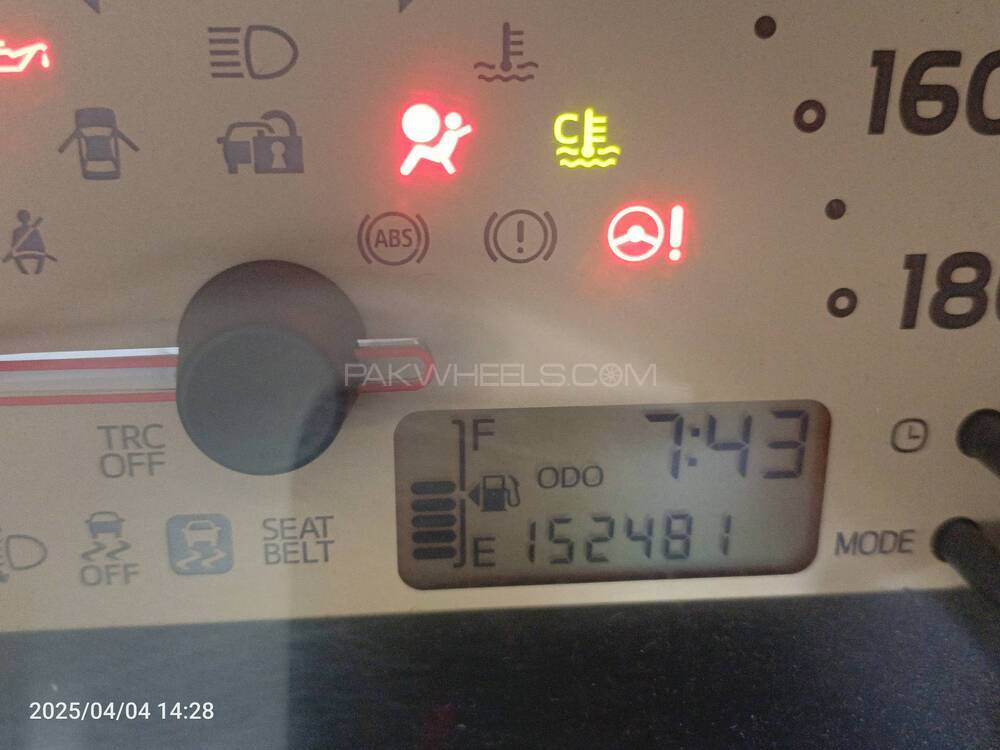 160
C
ABS
180
PAKWHEELS.COM
TRC
OFF
F
7:43
ODO
OFF
SEAT
BELT
E
152481
MODE
2025/04/04 14:28